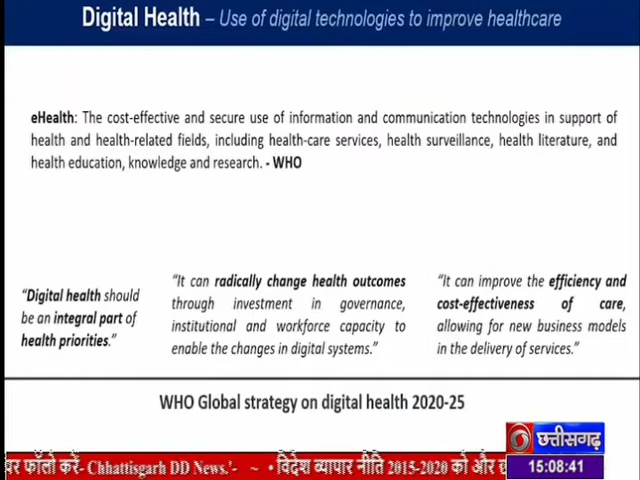 Digital Health – Use of digital technologies to improve healthcare
eHealth: The cost-effective and secure use of information and communication technologies in support of
health and health-related fields, including health-care services, health surveillance, health literature, and
health education, knowledge and research. - WHO
“Digital health should
be an integral part of
health priorities.”
“It can radically change health outcomes
through investment in governance,
institutional and workforce capacity to
enable the changes in digital systems.”
“It can improve the efficiency and
cost-effectiveness of care,
allowing for new business models
in the delivery of services.”
WHO Global strategy on digital health 2020-25
छत्तीसगढ़
15:08:41
पर फॉलो करें- Chhattisgarh DD News.'- ~ • विदेश व्यापार नीति 2015-2020 को और